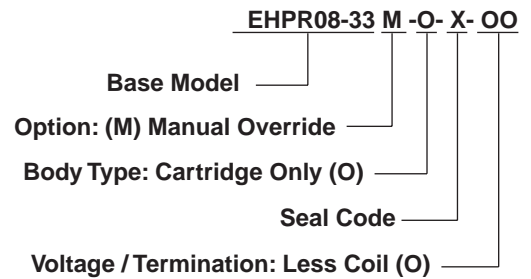 EHPR08-33 M -O- X- OO
Base Model
Option: (M) Manual Override
Body Type: Cartridge Only (O)
Seal Code
Voltage / Termination: Less Coil (O)